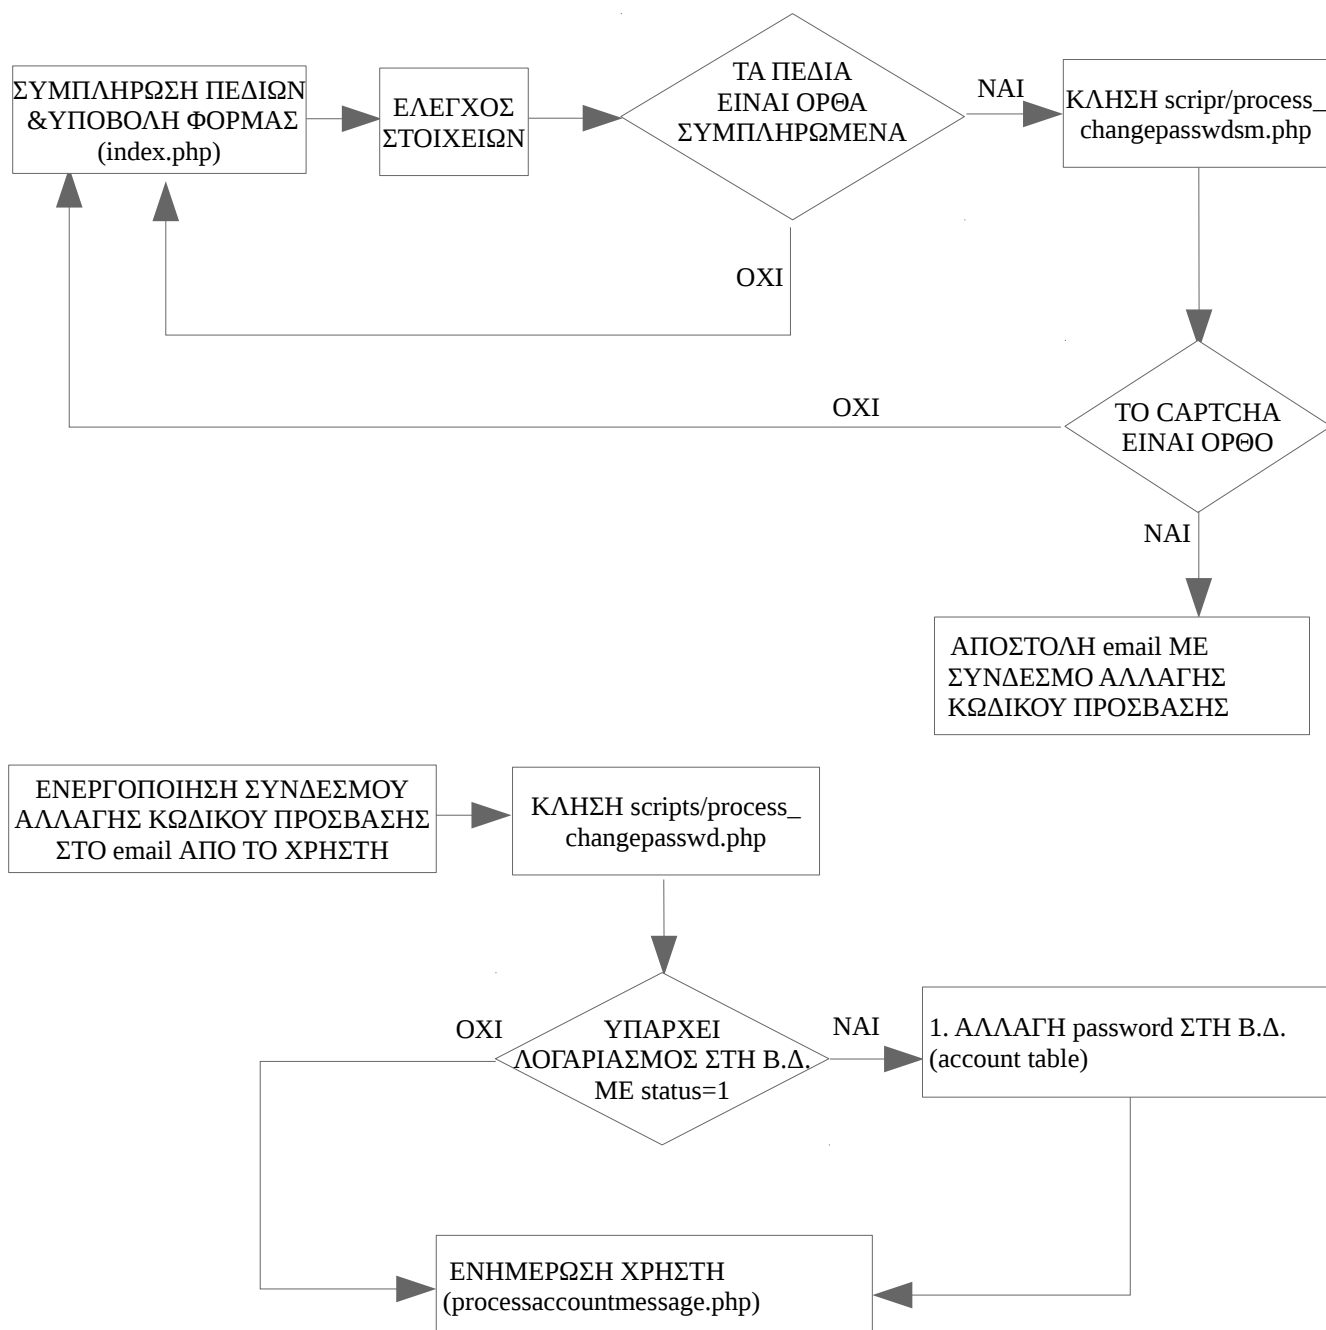 ΣΥΜΠΛΗΡΩΣΗ ΠΕΔΙΩΝ
&ΥΠΟΒΟΛΗ ΦΟΡΜΑΣ
(index.php)
ΕΛΕΓΧΟΣ
ΣΤΟΙΧΕΙΩΝ
ΤΑ ΠΕΔΙΑ
ΕΙΝΑΙ ΟΡΘΑ
ΣΥΜΠΛΗΡΩΜΕΝΑ
ΝΑΙ
ΚΛΗΣΗ scripr/process_
changepasswdsm.php
ΟΧΙ
ΟΧΙ
ΤΟ CAPTCHA
ΕΙΝΑΙ ΟΡΘΟ
ΝΑΙ
ΑΠΟΣΤΟΛΗ email ΜΕ
ΣΥΝΔΕΣΜΟ ΑΛΛΑΓΗΣ
ΚΩΔΙΚΟΥ ΠΡΟΣΒΑΣΗΣ
ΕΝΕΡΓΟΠΟΙΗΣΗ ΣΥΝΔΕΣΜΟΥ
ΑΛΛΑΓΗΣ ΚΩΔΙΚΟΥ ΠΡΟΣΒΑΣΗΣ
ΣΤΟ email ΑΠΟ ΤΟ ΧΡΗΣΤΗ
ΚΛΗΣΗ scripts/process_
changepasswd.php
ΟΧΙ
ΥΠΑΡΧΕΙ
ΛΟΓΑΡΙΑΣΜΟΣ ΣΤΗ Β.Δ.
ΜΕ status=1
ΝΑΙ
1. ΑΛΛΑΓΗ password ΣΤΗ Β.Δ.
(account table)
ΕΝΗΜΕΡΩΣΗ ΧΡΗΣΤΗ
(processaccountmessage.php)